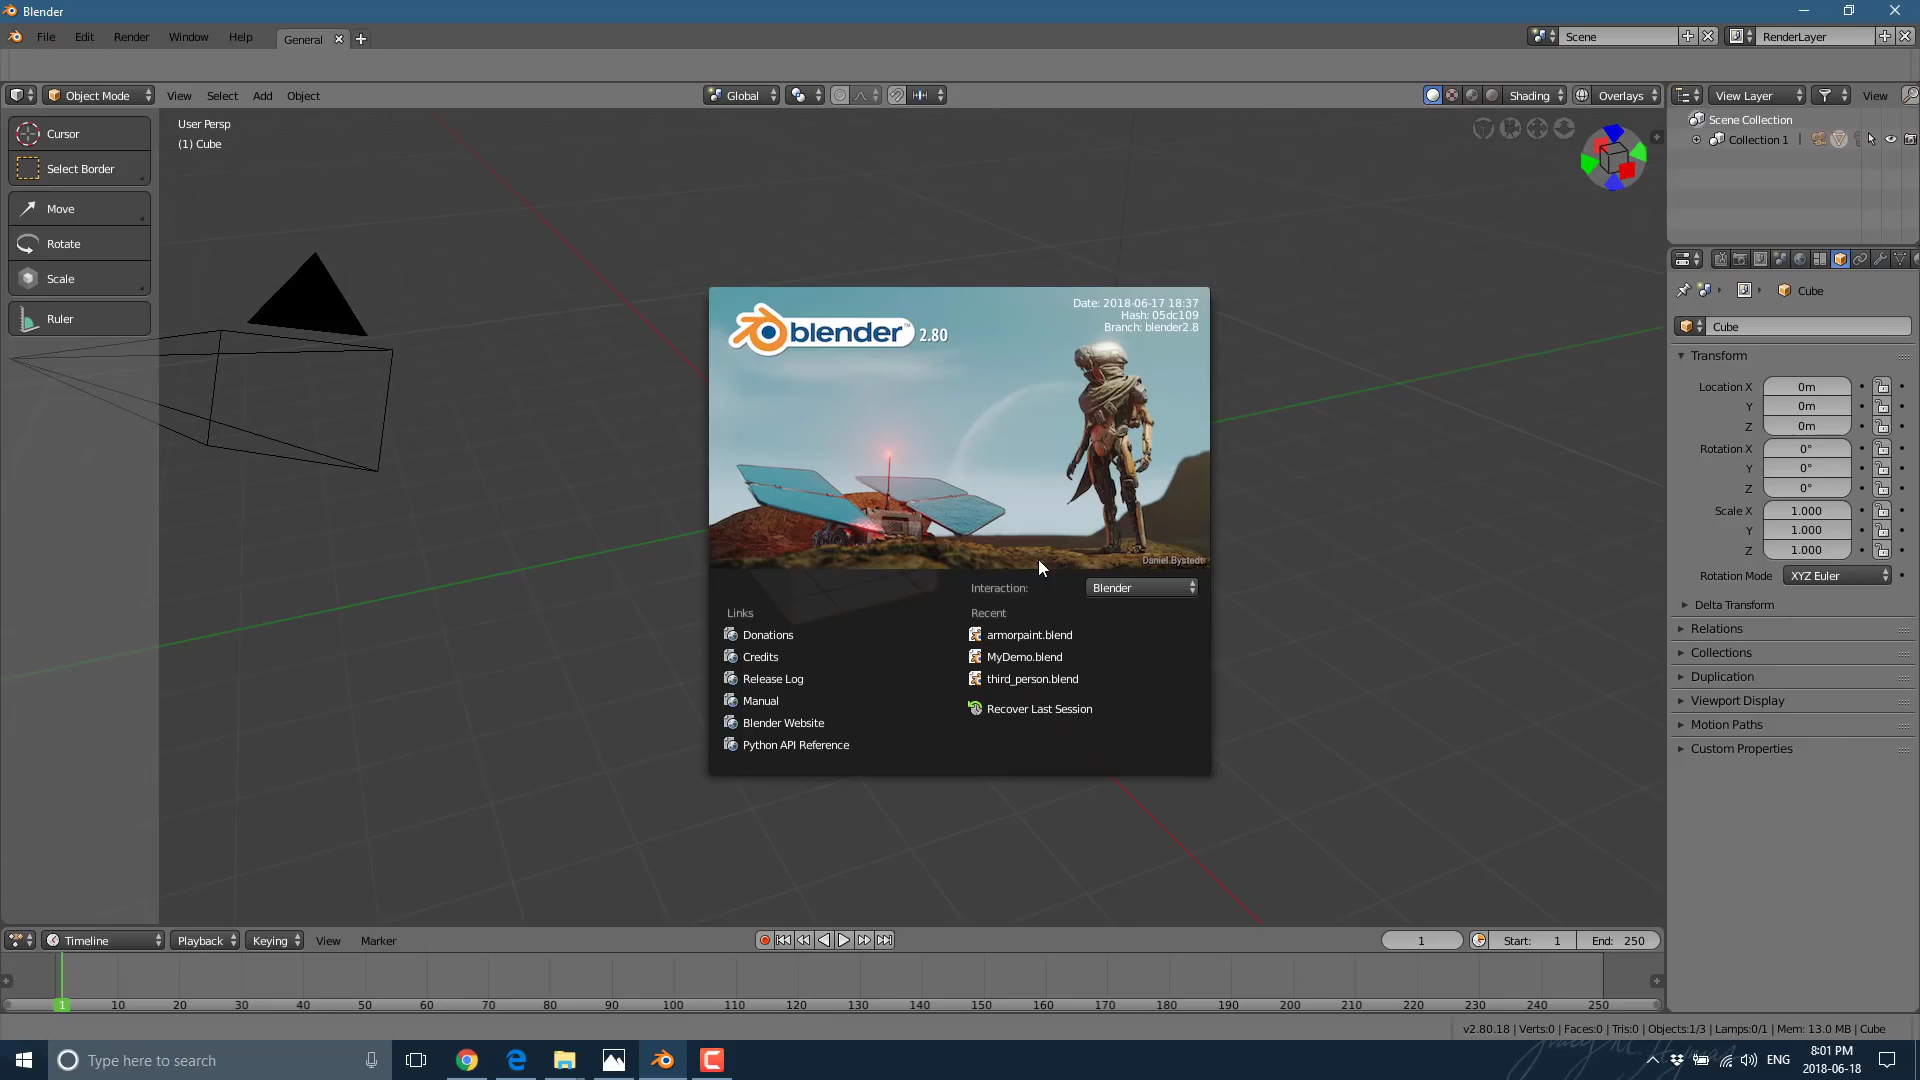 Blender
File Edit Render Window Help General Scene RenderLayer
Object Mode View Select Add Object Global Shading Overlays View Layer View
User Persp
(1) Cube
Cursor
Select Border
Move
Rotate
Scale
Ruler
Scene Collection
Collection 1
Cube
Cube
Transform
Location X 0m
Y 0m
Z 0m
Rotation X 0°
Y 0°
Z 0°
Scale X 1.000
Y 1.000
Z 1.000
Rotation Mode XYZ Euler
Delta Transform
Relations
Collections
Duplication
Viewport Display
Motion Paths
Custom Properties
Date: 2018-06-17 18:37
Hash: 05dc109
Branch: blender2.8
blender™ 2.80
Daniel Bystedt
Interaction: Blender
Links
Donations
Credits
Release Log
Manual
Blender Website
Python API Reference
Recent
armorpaint.blend
MyDemo.blend
third_person.blend
Recover Last Session
Timeline Playback Keying View Marker 1 Start: 1 End: 250
1 10 20 30 40 50 60 70 80 90 100 110 120 130 140 150 160 170 180 190 200 210 220 230 240 250
v2.80.18 | Verts:0 | Faces:0 | Tris:0 | Objects:1/3 | Lamps:0/1 | Mem: 13.0 MB | Cube
Type here to search
ENG
8:01 PM
2018-06-18